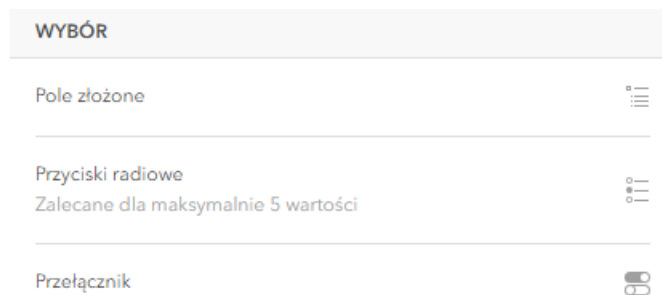 WYBÓR
Pole złożone
Przyciski radiowe
Zalecane dla maksymalnie 5 wartości
Przełącznik